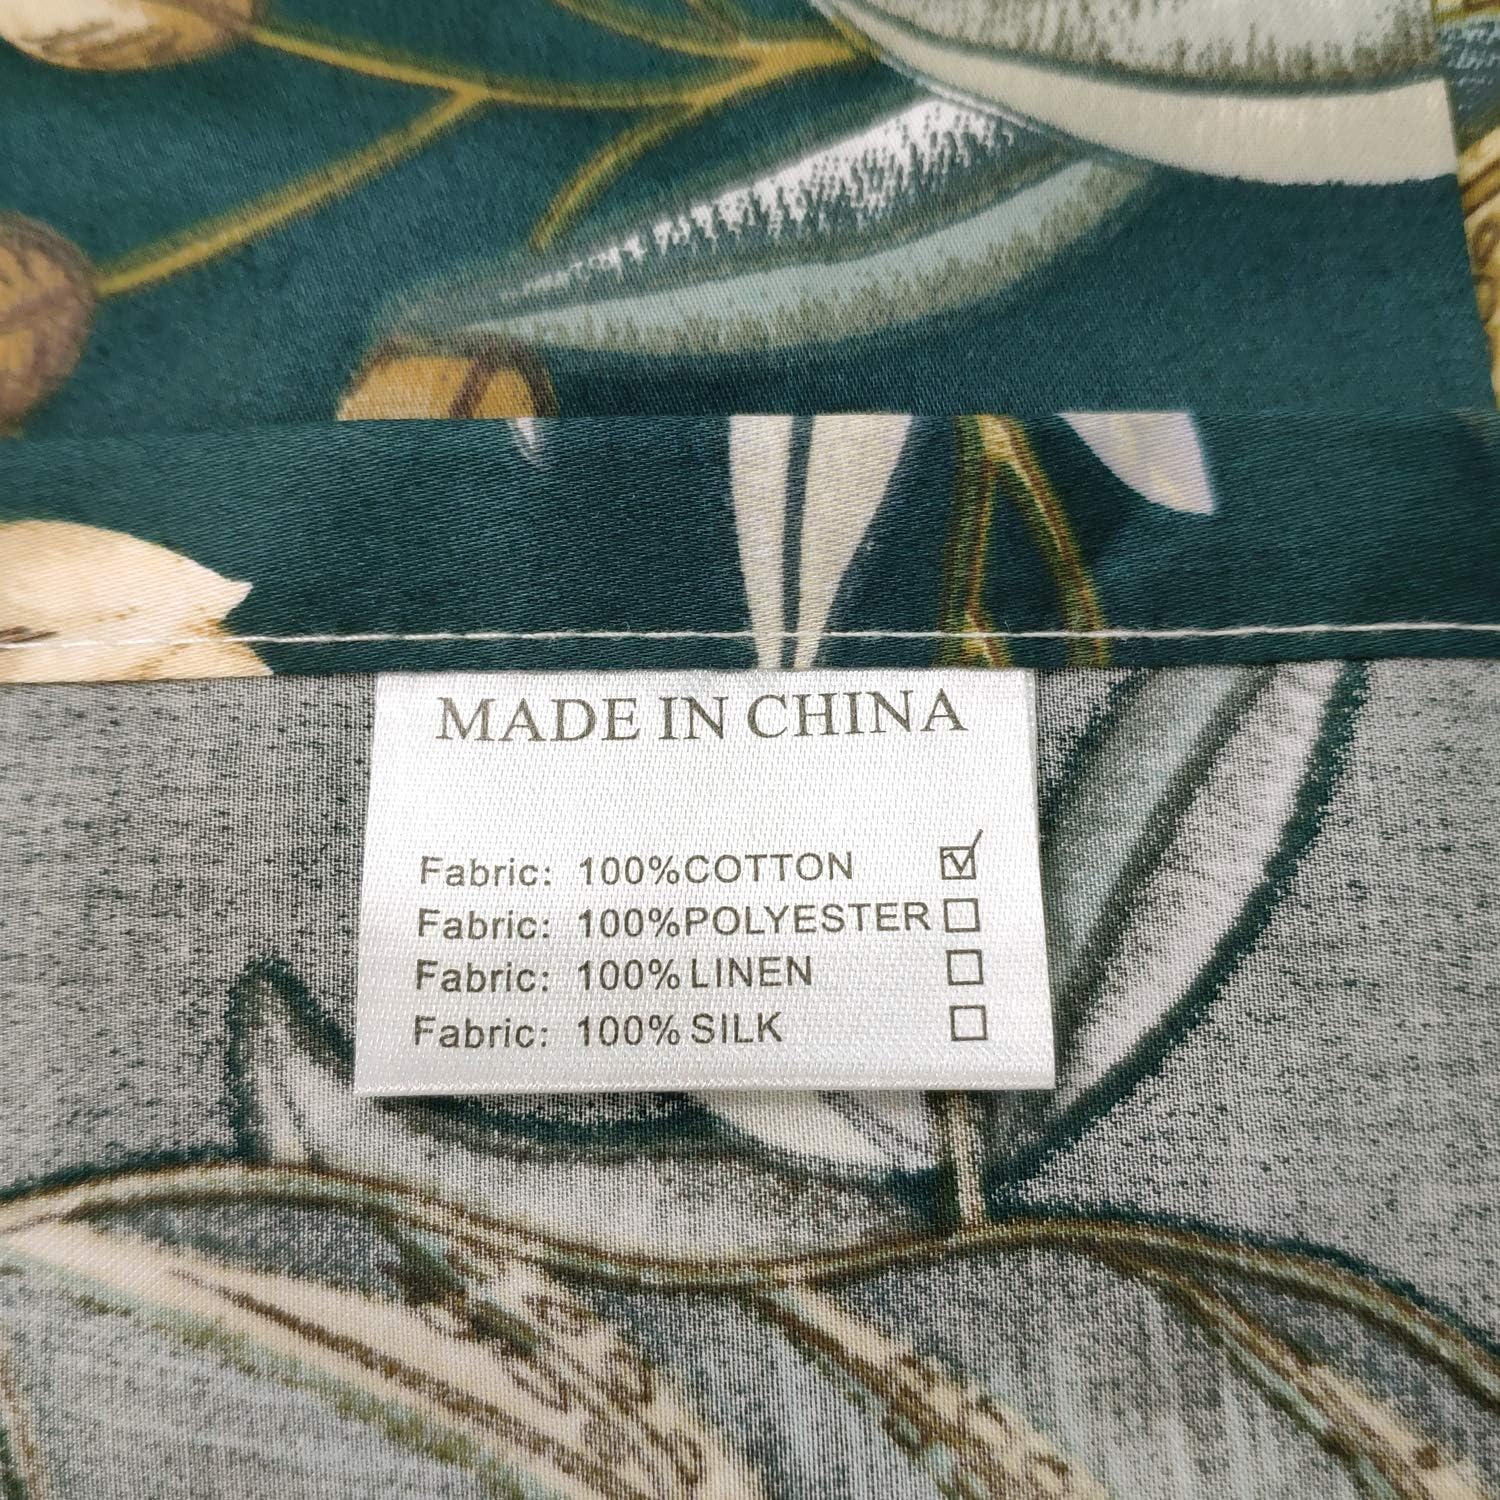 MADE IN CHINA
Fabric: 100%COTTON ☑
Fabric: 100%POLYESTER ☐
Fabric: 100% LINEN ☐
Fabric: 100% SILK ☐